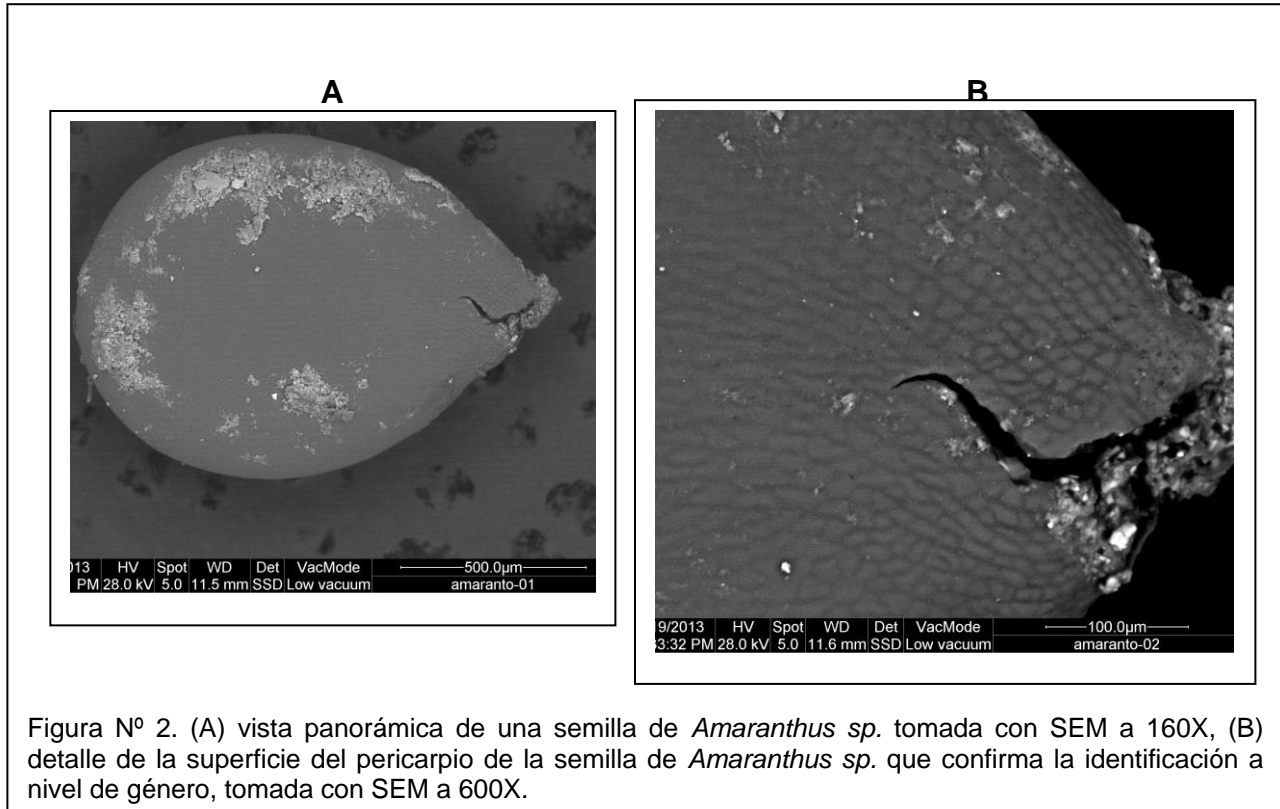 A
B
013 HV Spot WD Det VacMode 500.0µm
PM 28.0 kV 5.0 11.5 mm SSD Low vacuum amaranto-01
9/2013 HV Spot WD Det VacMode 100.0µm
33:32 PM 28.0 kV 5.0 11.6 mm SSD Low vacuum amaranto-02
Figura Nº 2. (A) vista panorámica de una semilla de Amaranthus sp. tomada con SEM a 160X, (B)
detalle de la superficie del pericarpio de la semilla de Amaranthus sp. que confirma la identificación a
nivel de género, tomada con SEM a 600X.